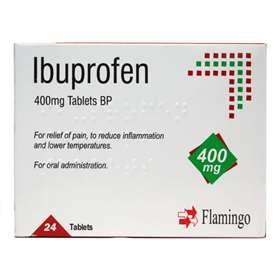 Ibuprofen
400mg Tablets BP
For relief of pain, to reduce inflammation
and lower temperatures.
For oral administration.
400
mg
24 Tablets
Flamingo